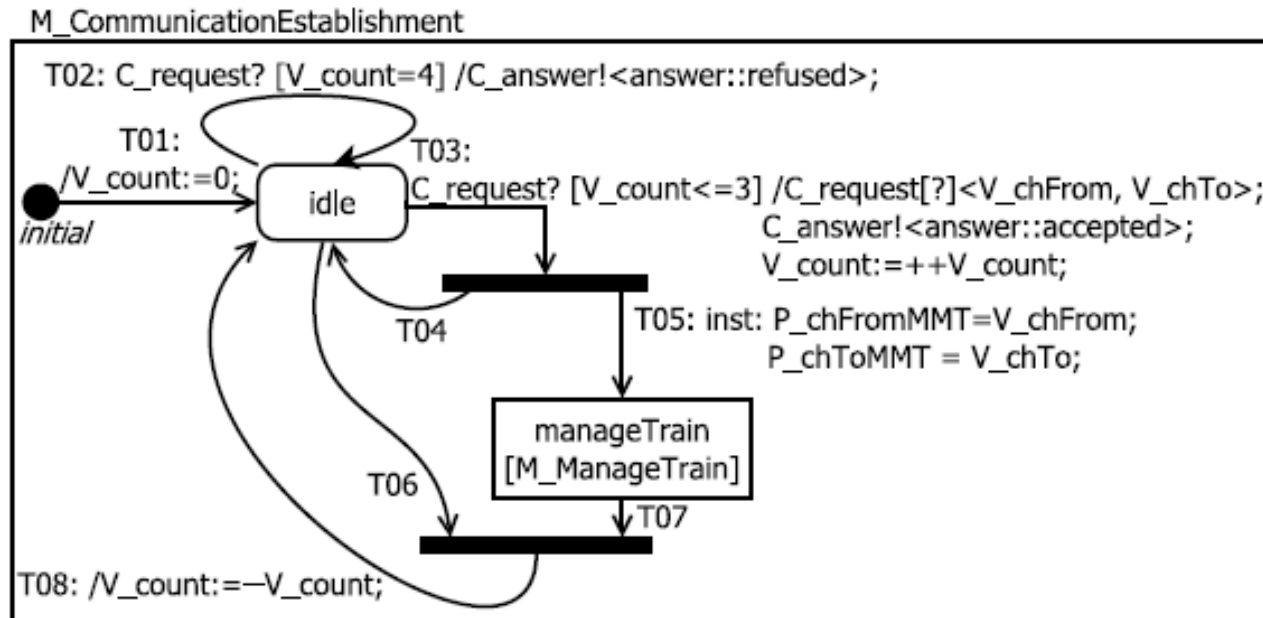 M_CommunicationEstablishment
T02: C_request? [V_count=4] /C_answer!<answer::refused>;
T01:
/V_count:=0;
T03:
C_request? [V_count<=3] /C_request[?]<V_chFrom, V_chTo>;
idle
initial
C_answer!<answer::accepted>;
V_count:=++V_count;
T04
T05: inst: P_chFromMMT=V_chFrom;
P_chToMMT = V_chTo;
manageTrain
[M_ManageTrain]
T06
T07
T08: /V_count:=—V_count;